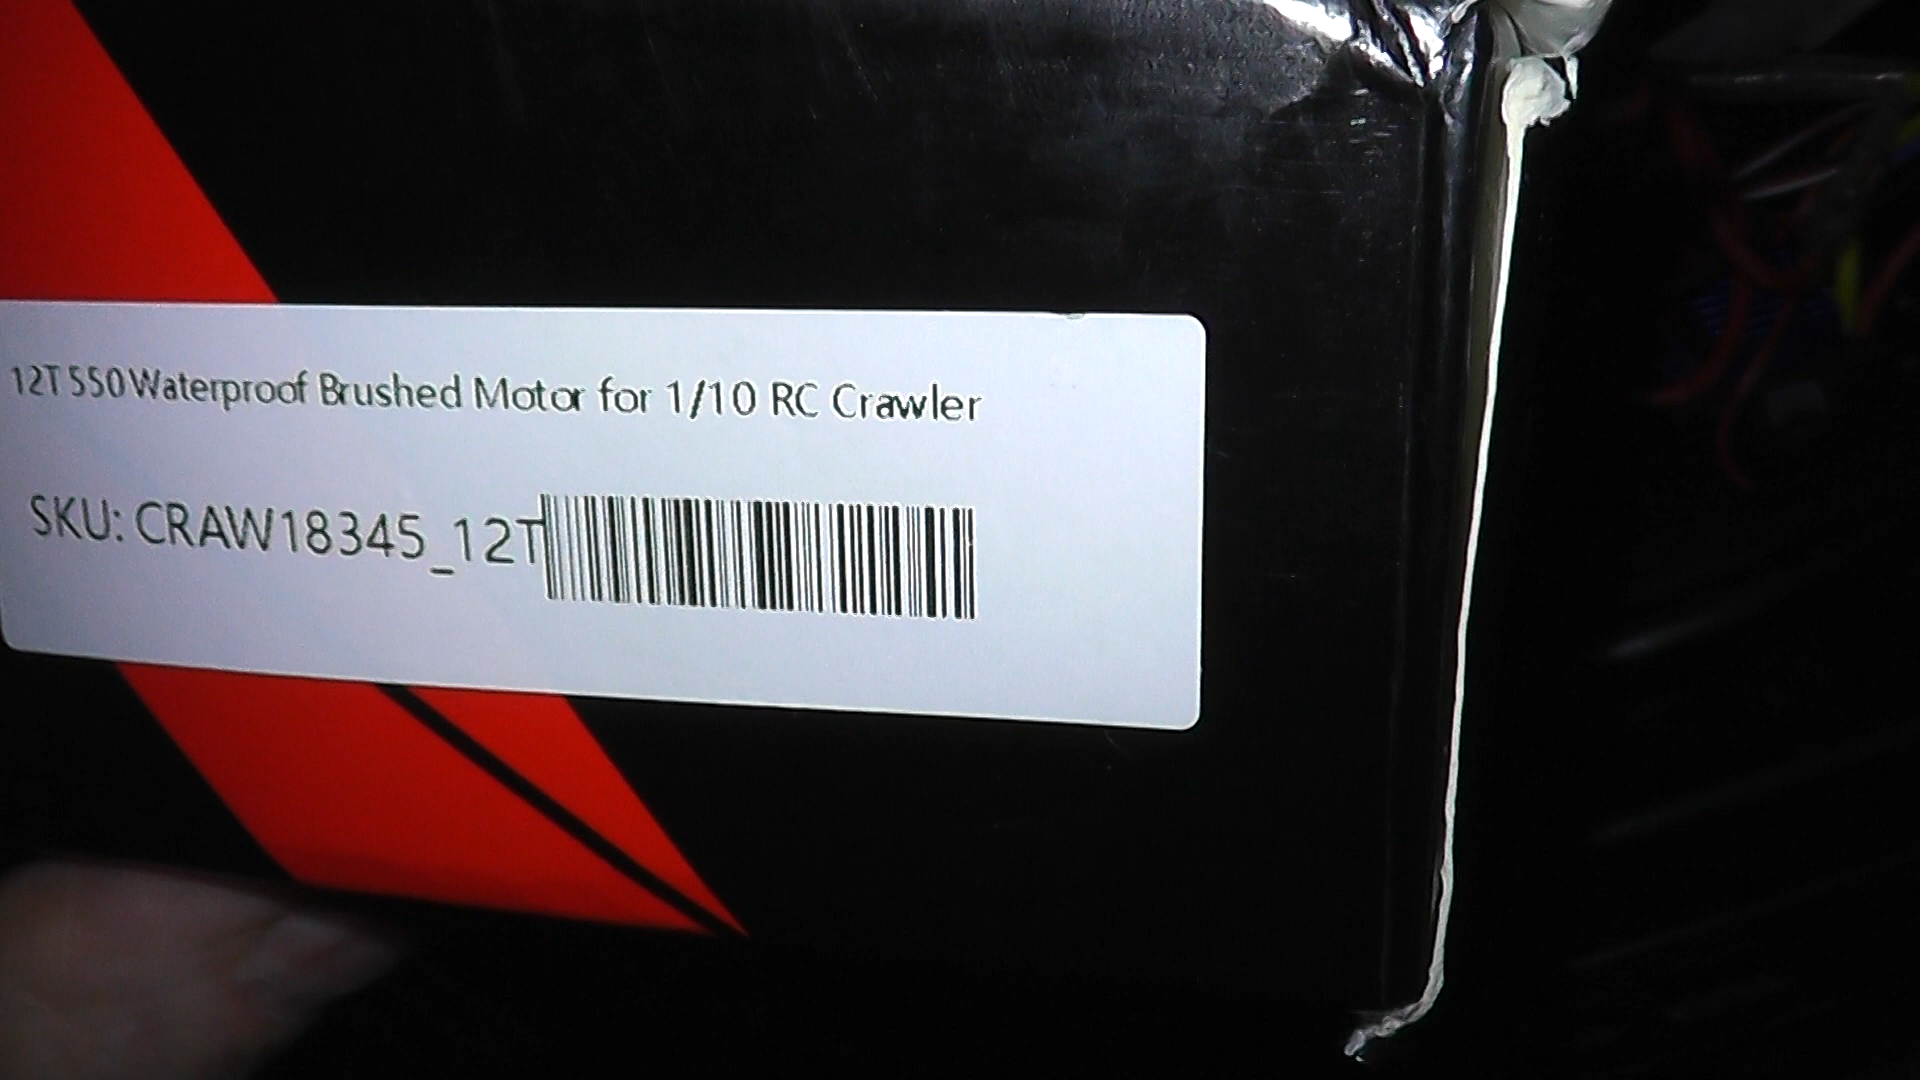 12T 550 Waterproof Brushed Motor for 1/10 RC Crawler
SKU: CRAW18345_12T